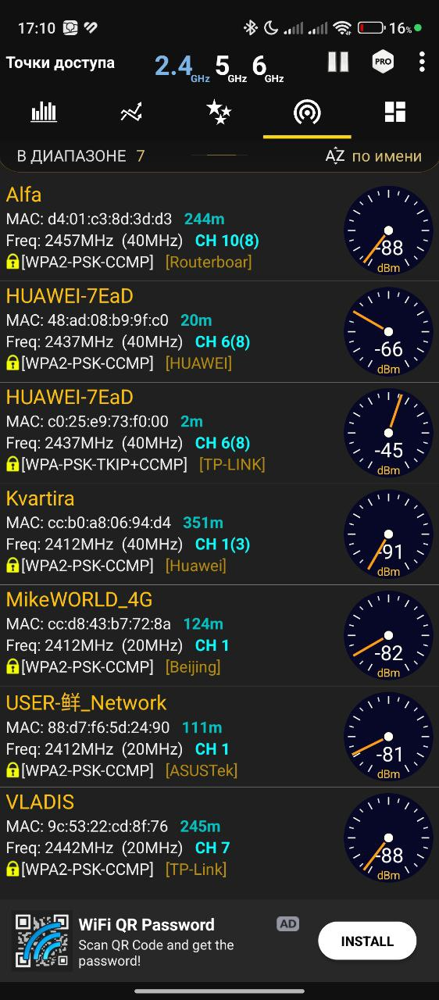 17:10 16%
Точки доступа 2.4GHz 5GHz 6GHz PRO
В ДИАПАЗОНЕ 7 AZ по имени
Alfa
MAC: d4:01:c3:8d:3d:d3 244m
Freq: 2457MHz (40MHz) CH 10(8)
[WPA2-PSK-CCMP] [Routerboar]
-88
dBm
HUAWEI-7EaD
MAC: 48:ad:08:b9:9f:c0 20m
Freq: 2437MHz (40MHz) CH 6(8)
[WPA2-PSK-CCMP] [HUAWEI]
-66
dBm
HUAWEI-7EaD
MAC: c0:25:e9:73:f0:00 2m
Freq: 2437MHz (40MHz) CH 6(8)
[WPA-PSK-TKIP+CCMP] [TP-LINK]
-45
dBm
Kvartira
MAC: cc:b0:a8:06:94:d4 351m
Freq: 2412MHz (40MHz) CH 1(3)
[WPA2-PSK-CCMP] [Huawei]
-91
dBm
MikeWORLD_4G
MAC: cc:d8:43:b7:72:8a 124m
Freq: 2412MHz (20MHz) CH 1
[WPA2-PSK-CCMP] [Beijing]
-82
dBm
USER-鲜_Network
MAC: 88:d7:f6:5d:24:90 111m
Freq: 2412MHz (20MHz) CH 1
[WPA2-PSK-CCMP] [ASUSTek]
-81
dBm
VLADIS
MAC: 9c:53:22:cd:8f:76 245m
Freq: 2442MHz (20MHz) CH 7
[WPA2-PSK-CCMP] [TP-Link]
-88
dBm
WiFi QR Password AD
Scan QR Code and get the
password!
INSTALL